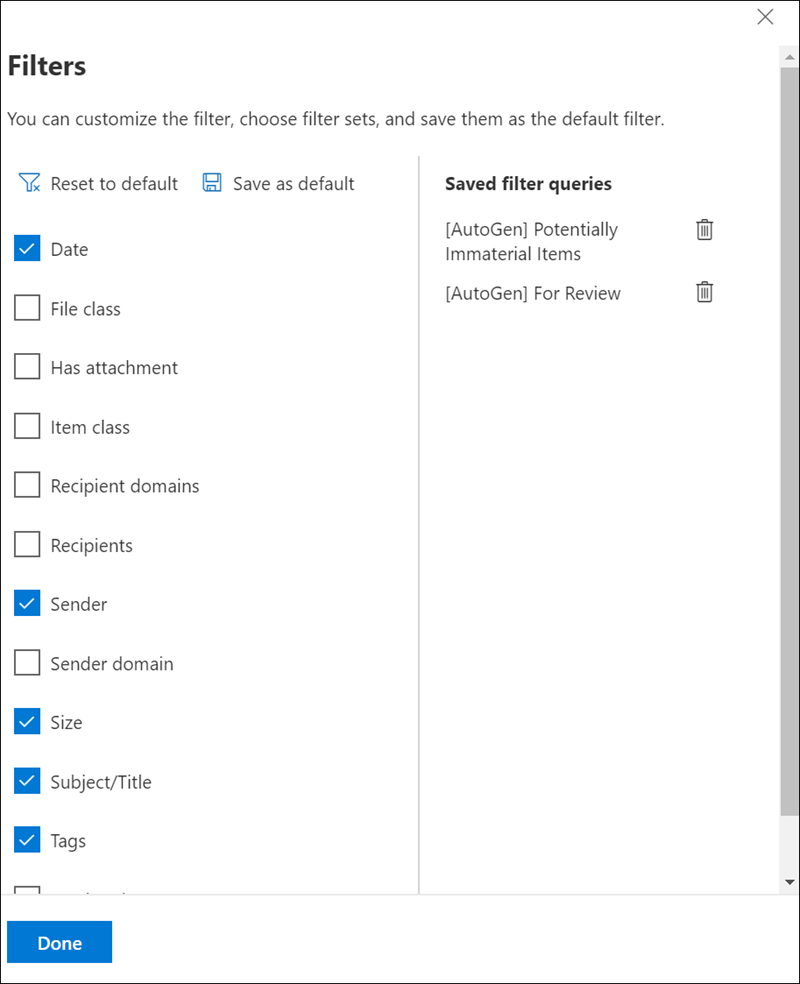 Filters
You can customize the filter, choose filter sets, and save them as the default filter.
Reset to default
Save as default
Date
File class
Has attachment
Item class
Recipient domains
Recipients
Sender
Sender domain
Size
Subject/Title
Tags
Saved filter queries
[AutoGen] Potentially
Immaterial Items
[AutoGen] For Review
Done